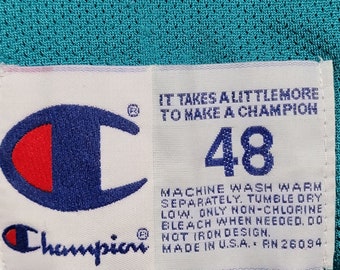 IT TAKES A LITTLE MORE
TO MAKE A CHAMPION
®
48
MACHINE WASH WARM
SEPARATELY. TUMBLE DRY
LOW. ONLY NON-CHLORINE
BLEACH WHEN NEEDED. DO
NOT IRON DESIGN.
MADE IN U.S.A. • RN 26094
®
Champion